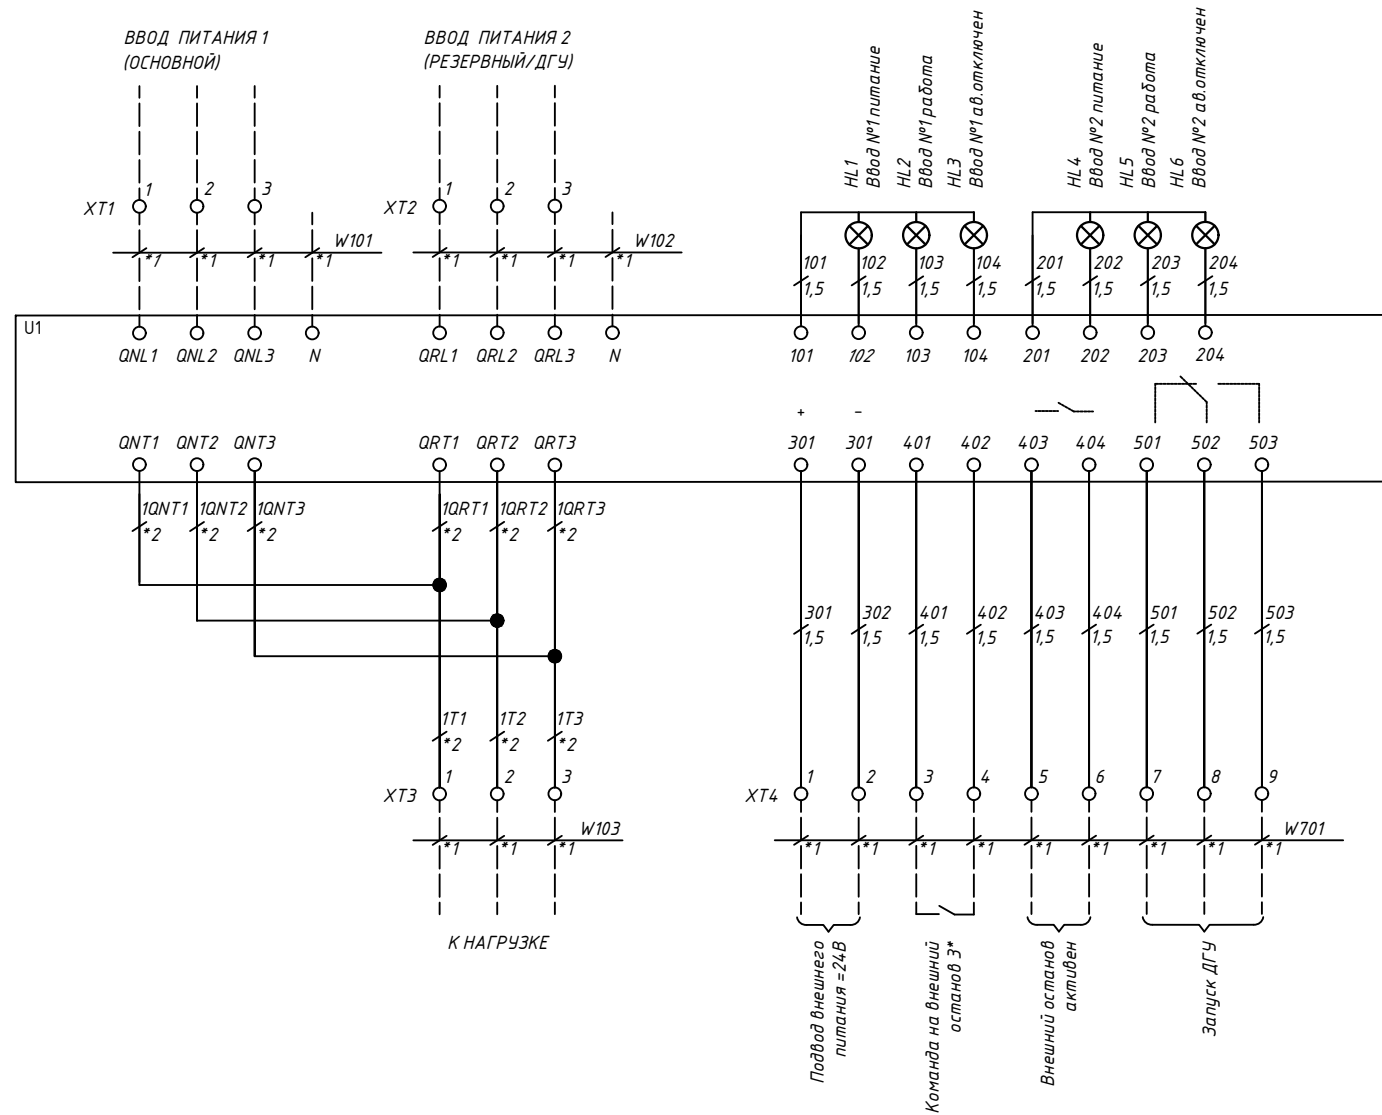 ВВОД ПИТАНИЯ 1
(ОСНОВНОЙ)
ВВОД ПИТАНИЯ 2
(РЕЗЕРВНЫЙ/ДГУ)
HL1
Ввод №1 питание
HL2
Ввод №1 работа
HL3
Ввод №1 ав.отключен
HL4
Ввод №2 питание
HL5
Ввод №2 работа
HL6
Ввод №2 ав.отключен
XT1 1 2 3
XT2 1 2 3
W101
*1 *1 *1 *1
W102
*1 *1 *1 *1
101 102 103 104 201 202 203 204
1,5 1,5 1,5 1,5 1,5 1,5 1,5 1,5
U1
QNL1 QNL2 QNL3 N QRL1 QRL2 QRL3 N 101 102 103 104 201 202 203 204
+ −
QNT1 QNT2 QNT3 QRT1 QRT2 QRT3 301 301 401 402 403 404 501 502 503
1QNT1 1QNT2 1QNT3 1QRT1 1QRT2 1QRT3
*2 *2 *2 *2 *2 *2
301 302 401 402 403 404 501 502 503
1,5 1,5 1,5 1,5 1,5 1,5 1,5 1,5 1,5
1T1 1T2 1T3
*2 *2 *2
XT3 1 2 3
XT4 1 2 3 4 5 6 7 8 9
W103
*1 *1 *1
W701
*1 *1 *1 *1 *1 *1 *1 *1 *1
К НАГРУЗКЕ
Подвод внешнего
питания =24В
Команда на внешний
останов 3*
Внешний останов
активен
Запуск ДГУ